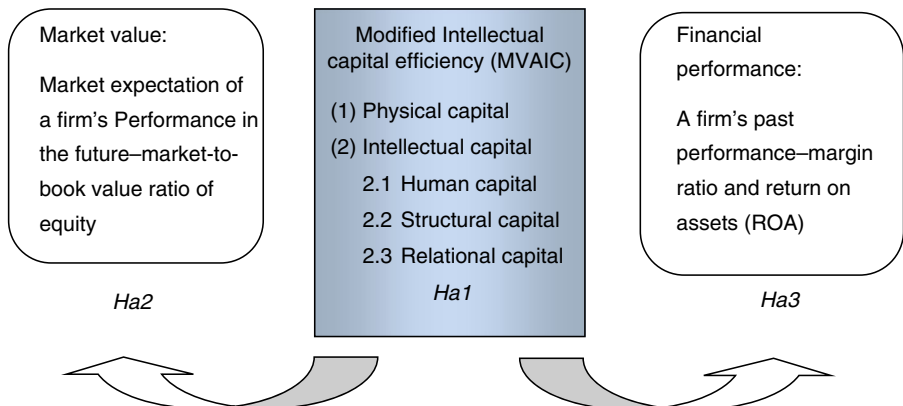 Market value:
Market expectation of
a firm's Performance in
the future–market-to-
book value ratio of
equity
Ha2
Modified Intellectual
capital efficiency (MVAIC)
(1) Physical capital
(2) Intellectual capital
2.1 Human capital
2.2 Structural capital
2.3 Relational capital
Ha1
Financial
performance:
A firm's past
performance–margin
ratio and return on
assets (ROA)
Ha3